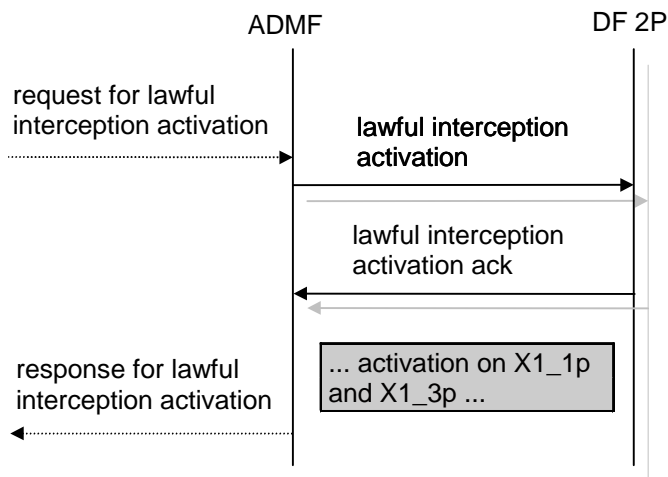 ADMF
DF 2P
request for lawful
interception activation
lawful interception
activation
lawful interception
activation ack
... activation on X1_1p
and X1_3p ...
response for lawful
interception activation